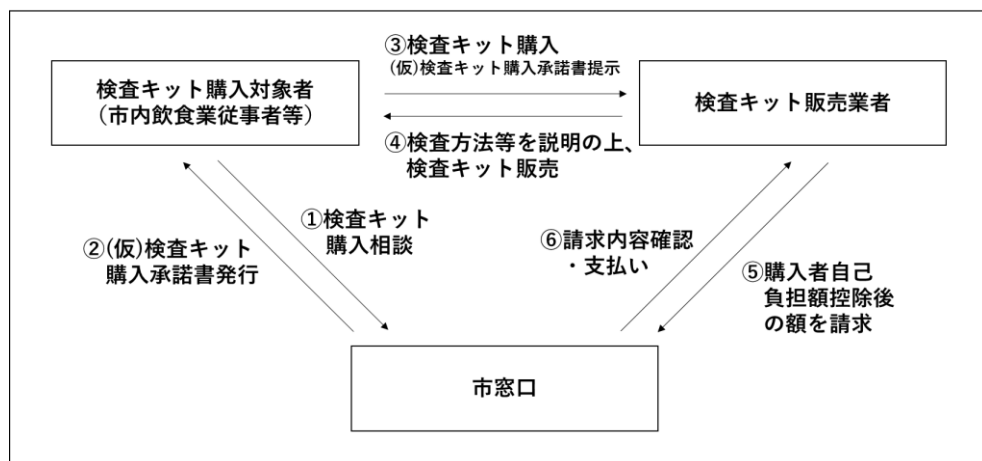 ③検査キット購入
(仮)検査キット購入承諾書提示
検査キット購入対象者
（市内飲食業従事者等）
検査キット販売業者
④検査方法等を説明の上、
検査キット販売
①検査キット
購入相談
②(仮)検査キット
購入承諾書発行
⑥請求内容確認
・支払い
⑤購入者自己
負担額控除後
の額を請求
市窓口